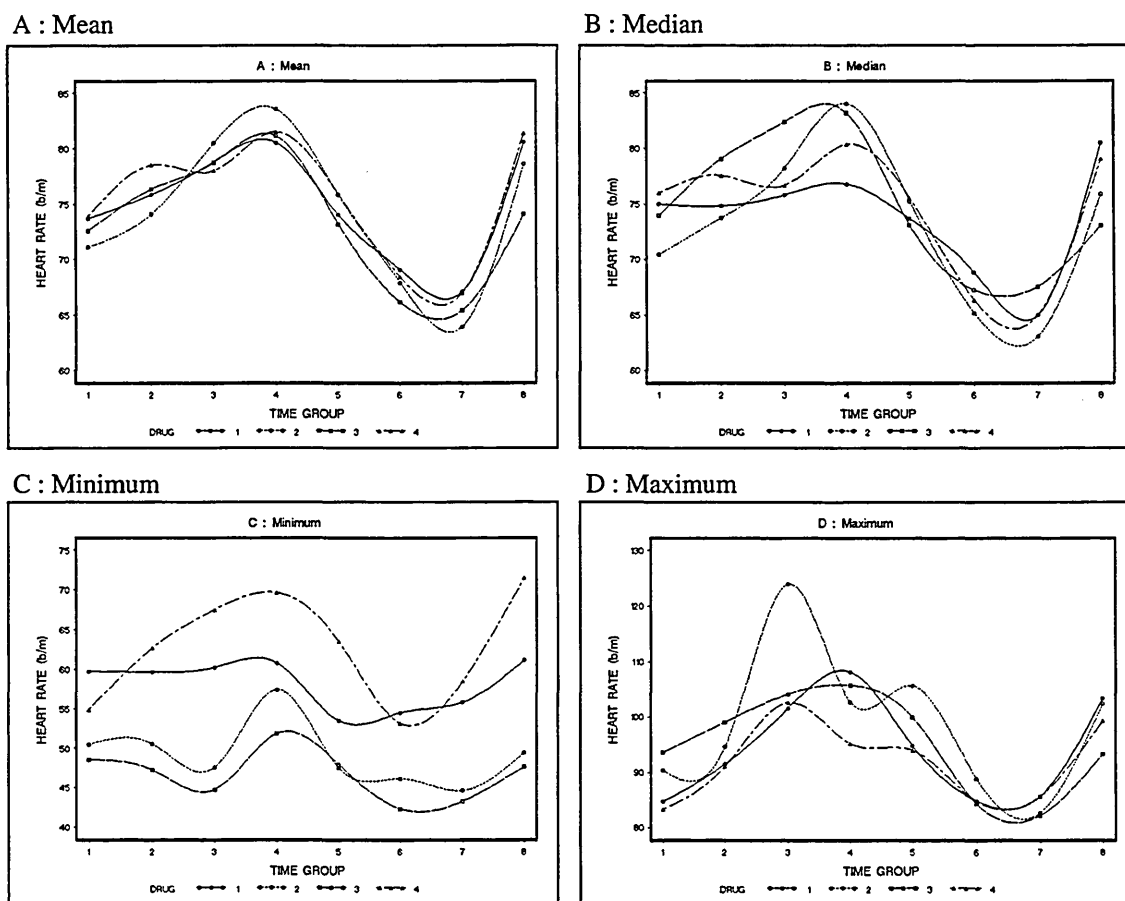 A : Mean
A : Mean
HEART RATE (b/m)
85
80
75
70
65
60
1 2 3 4 5 6 7 8
TIME GROUP
DRUG 1 2 3 4
B : Median
B : Median
HEART RATE (b/m)
85
80
75
70
65
60
1 2 3 4 5 6 7 8
TIME GROUP
DRUG 1 2 3 4
C : Minimum
C : Minimum
HEART RATE (b/m)
75
70
65
60
55
50
45
40
1 2 3 4 5 6 7 8
TIME GROUP
DRUG 1 2 3 4
D : Maximum
D : Maximum
HEART RATE (b/m)
130
120
110
100
90
80
1 2 3 4 5 6 7 8
TIME GROUP
DRUG 1 2 3 4